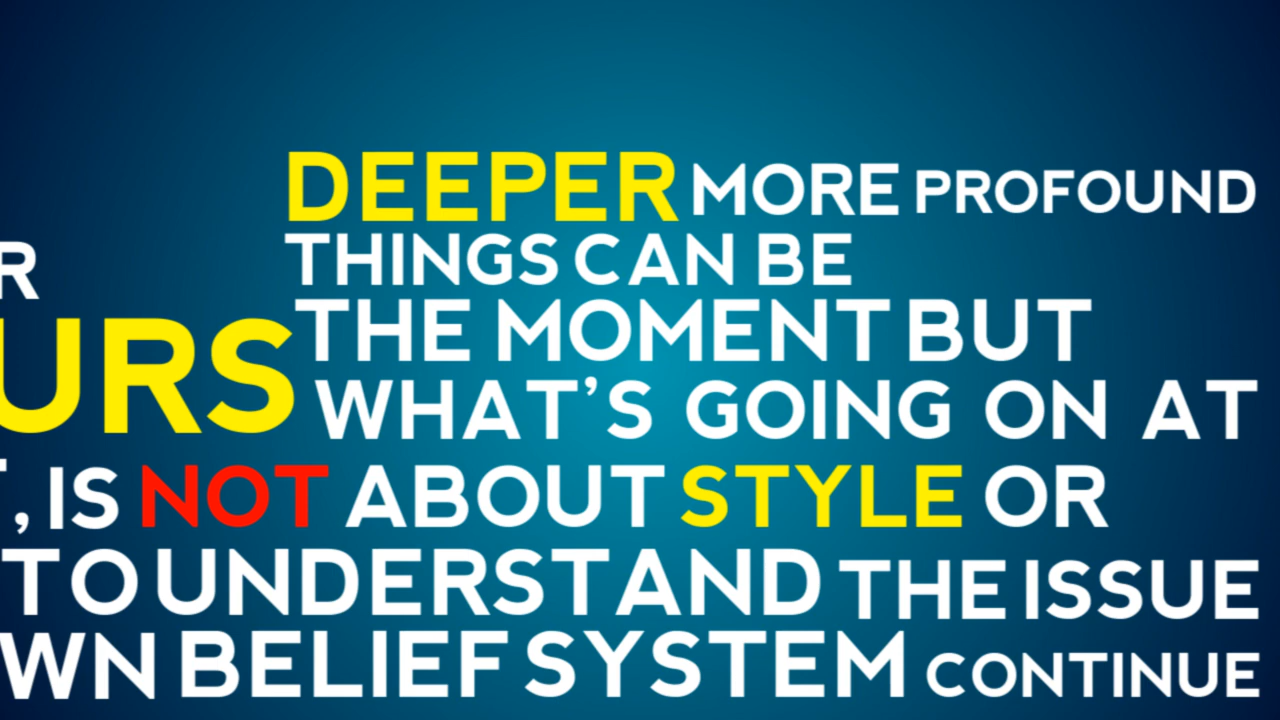 DEEPER MORE PROFOUND
THINGS CAN BE
R
THE MOMENT BUT
URS
WHAT'S GOING ON AT
, IS NOT ABOUT STYLE OR
TO UNDERSTAND THE ISSUE
WN BELIEF SYSTEM CONTINUE